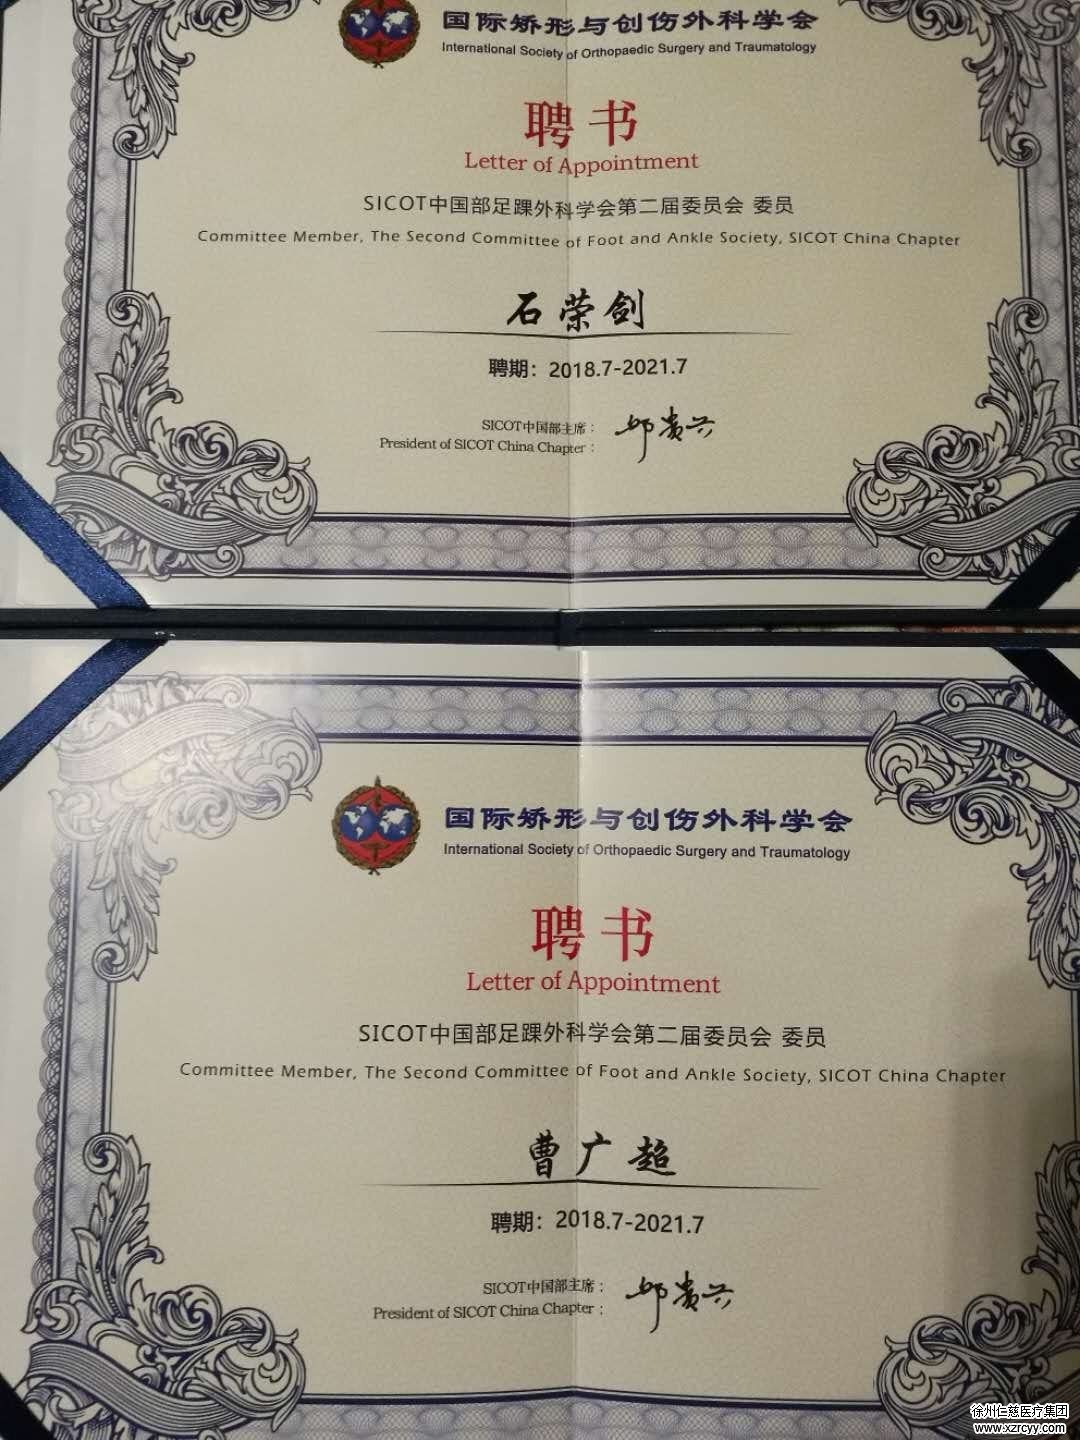 国际矫形与创伤外科学会
International Society of Orthopaedic Surgery and Traumatology
聘书
Letter of Appointment
SICOT中国部足踝外科学会第二届委员会 委员
Committee Member, The Second Committee of Foot and Ankle Society, SICOT China Chapter
石荣剑
聘期：2018.7-2021.7
SICOT中国部主席：邱贵兴
President of SICOT China Chapter：
国际矫形与创伤外科学会
International Society of Orthopaedic Surgery and Traumatology
聘书
Letter of Appointment
SICOT中国部足踝外科学会第二届委员会 委员
Committee Member, The Second Committee of Foot and Ankle Society, SICOT China Chapter
曹广超
聘期：2018.7-2021.7
SICOT中国部主席：邱贵兴
President of SICOT China Chapter：
徐州仁慈医疗集团
www.xzrcyy.com